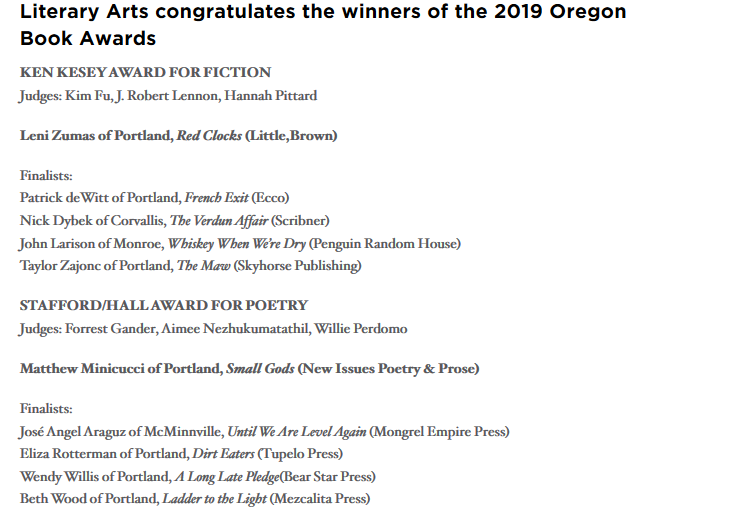 Literary Arts congratulates the winners of the 2019 Oregon
Book Awards
KEN KESEY AWARD FOR FICTION
Judges: Kim Fu, J. Robert Lennon, Hannah Pittard
Leni Zumas of Portland, Red Clocks (Little,Brown)
Finalists:
Patrick deWitt of Portland, French Exit (Ecco)
Nick Dybek of Corvallis, The Verdun Affair (Scribner)
John Larison of Monroe, Whiskey When We're Dry (Penguin Random House)
Taylor Zajonc of Portland, The Maw (Skyhorse Publishing)
STAFFORD/HALL AWARD FOR POETRY
Judges: Forrest Gander, Aimee Nezhukumatathil, Willie Perdomo
Matthew Minicucci of Portland, Small Gods (New Issues Poetry & Prose)
Finalists:
José Angel Araguz of McMinnville, Until We Are Level Again (Mongrel Empire Press)
Eliza Rotterman of Portland, Dirt Eaters (Tupelo Press)
Wendy Willis of Portland, A Long Late Pledge(Bear Star Press)
Beth Wood of Portland, Ladder to the Light (Mezcalita Press)